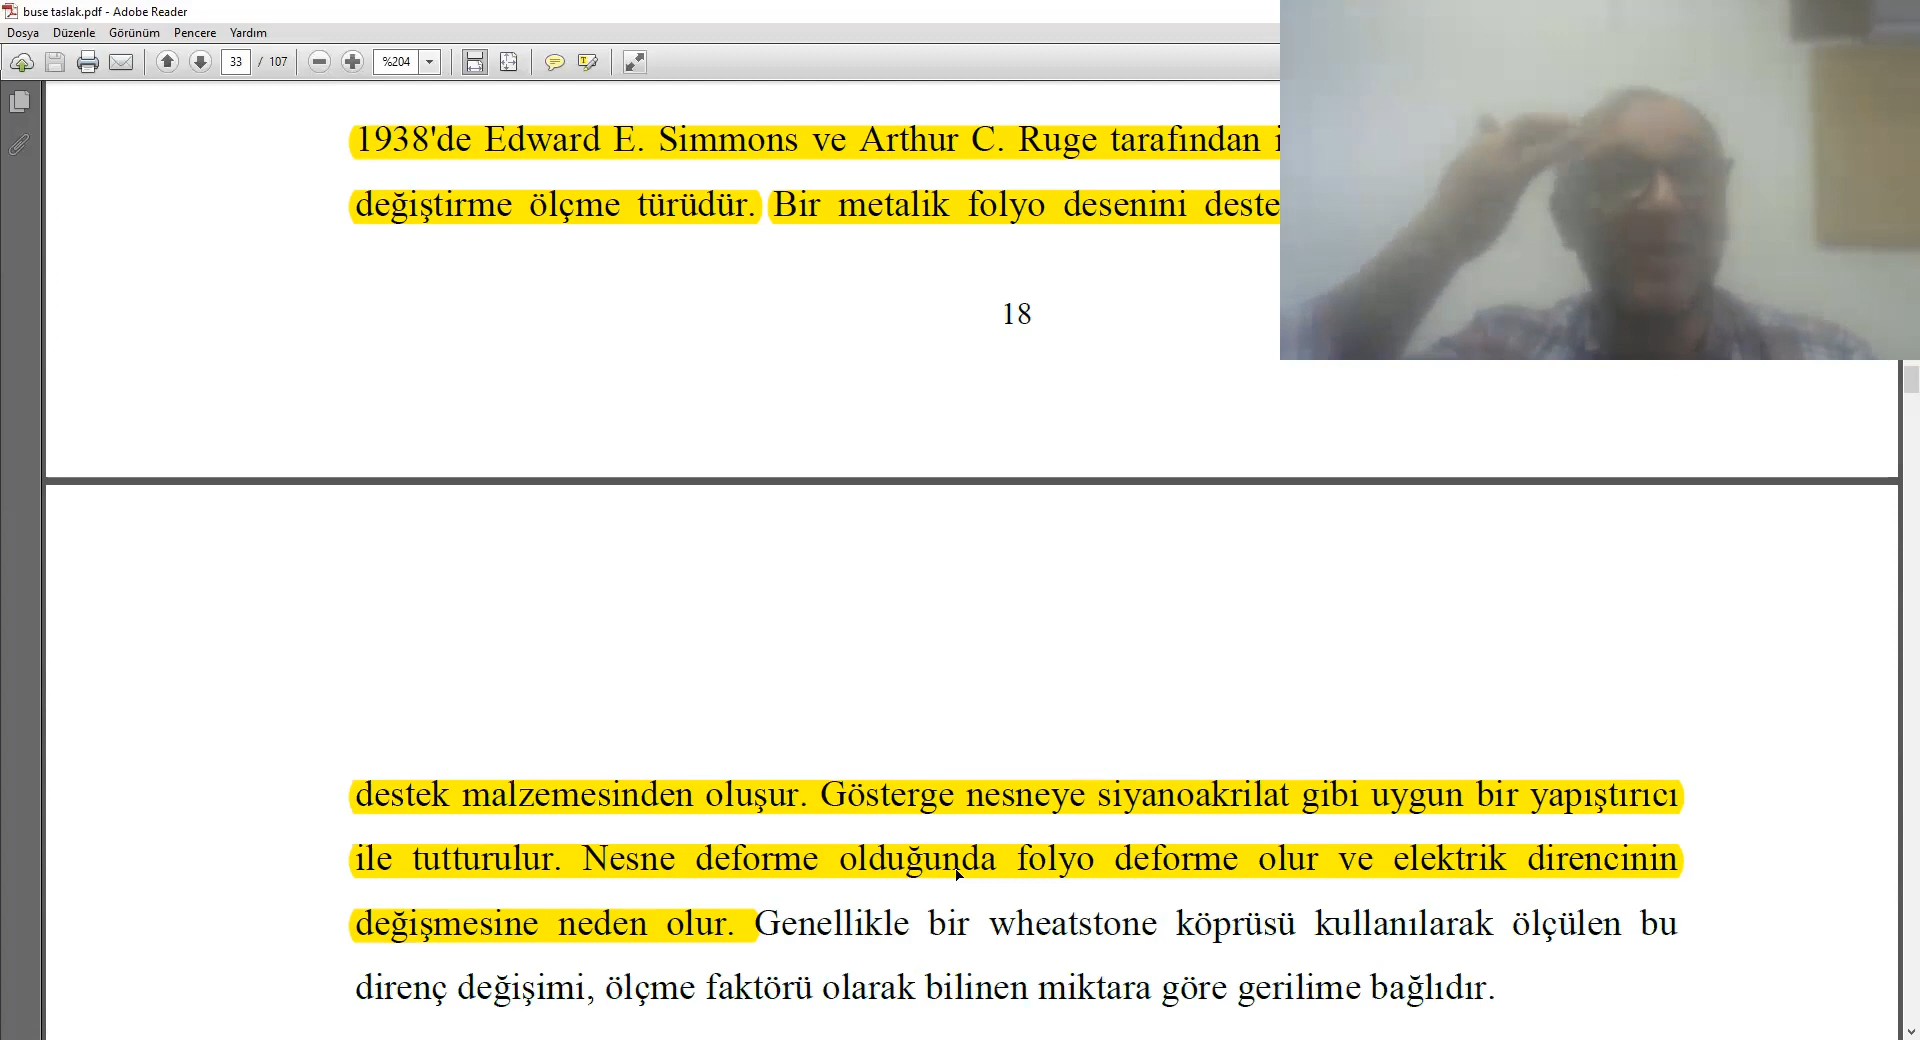 buse taslak.pdf - Adobe Reader
Dosya Düzenle Görünüm Pencere Yardım
33 / 107 %204
1938'de Edward E. Simmons ve Arthur C. Ruge tarafından
değiştirme ölçme türüdür. Bir metalik folyo desenini
18
destek malzemesinden oluşur. Gösterge nesneye siyanoakrilat gibi uygun bir yapıştırıcı
ile tutturulur. Nesne deforme olduğunda folyo deforme olur ve elektrik direncinin
değişmesine neden olur. Genellikle bir wheatstone köprüsü kullanılarak ölçülen bu
direnç değişimi, ölçme faktörü olarak bilinen miktara göre gerilime bağlıdır.